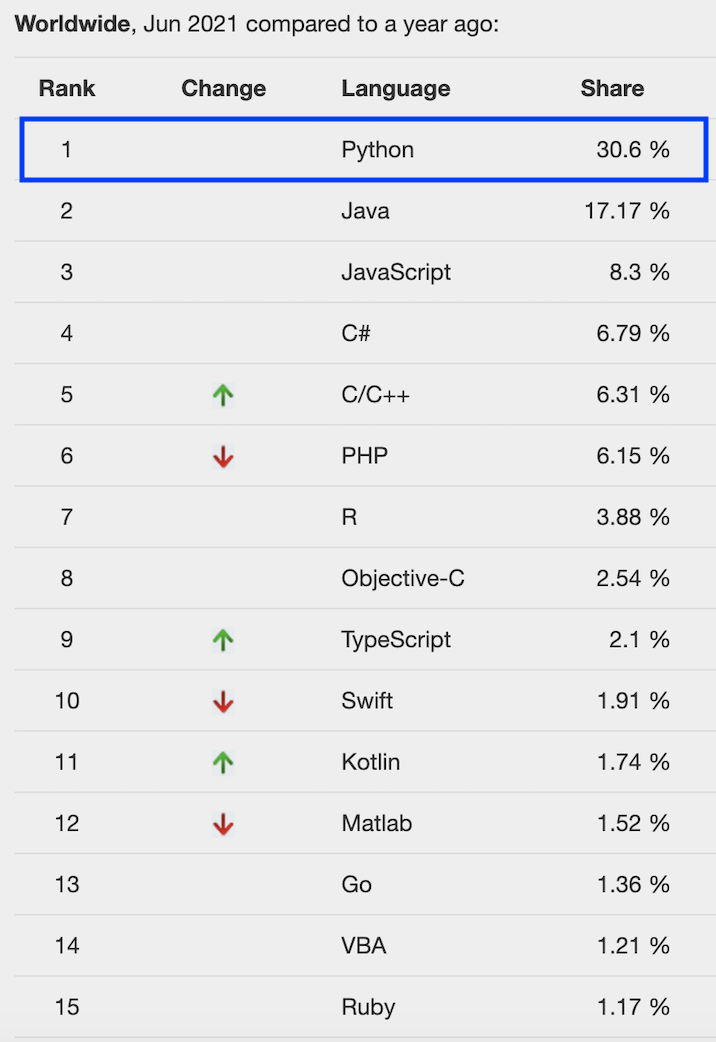 Worldwide, Jun 2021 compared to a year ago:
Rank Change Language Share
1 Python 30.6 %
2 Java 17.17 %
3 JavaScript 8.3 %
4 C# 6.79 %
5 ↑ C/C++ 6.31 %
6 ↓ PHP 6.15 %
7 R 3.88 %
8 Objective-C 2.54 %
9 ↑ TypeScript 2.1 %
10 ↓ Swift 1.91 %
11 ↑ Kotlin 1.74 %
12 ↓ Matlab 1.52 %
13 Go 1.36 %
14 VBA 1.21 %
15 Ruby 1.17 %